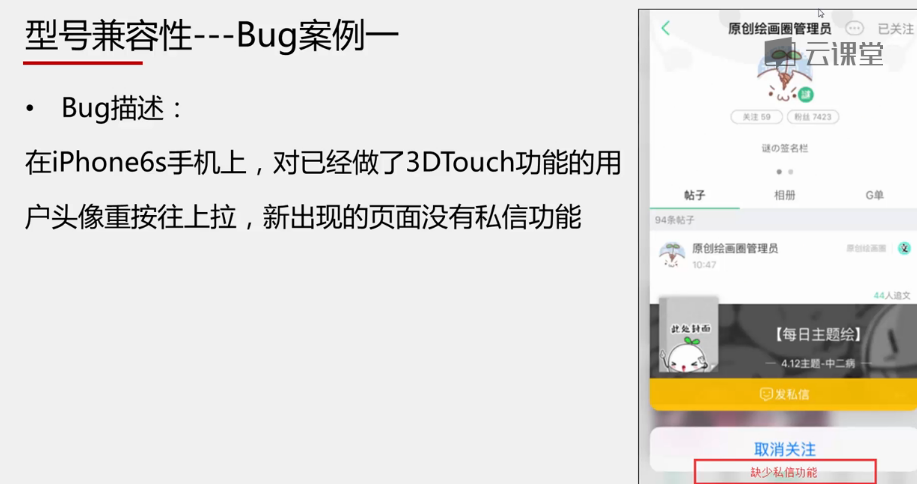 型号兼容性---Bug案例一
• Bug描述：
在iPhone6s手机上，对已经做了3DTouch功能的用
户头像重按往上拉，新出现的页面没有私信功能
原创绘画圈管理员
已关注
云课堂
谜
关注 59 粉丝 7423
谜の签名栏
帖子 相册 G单
94条帖子
原创绘画圈管理员 原创绘画圈
10:47
44人追文
此处封面
【每日主题绘】
— 4.12主题-中二病 —
发私信
取消关注
缺少私信功能